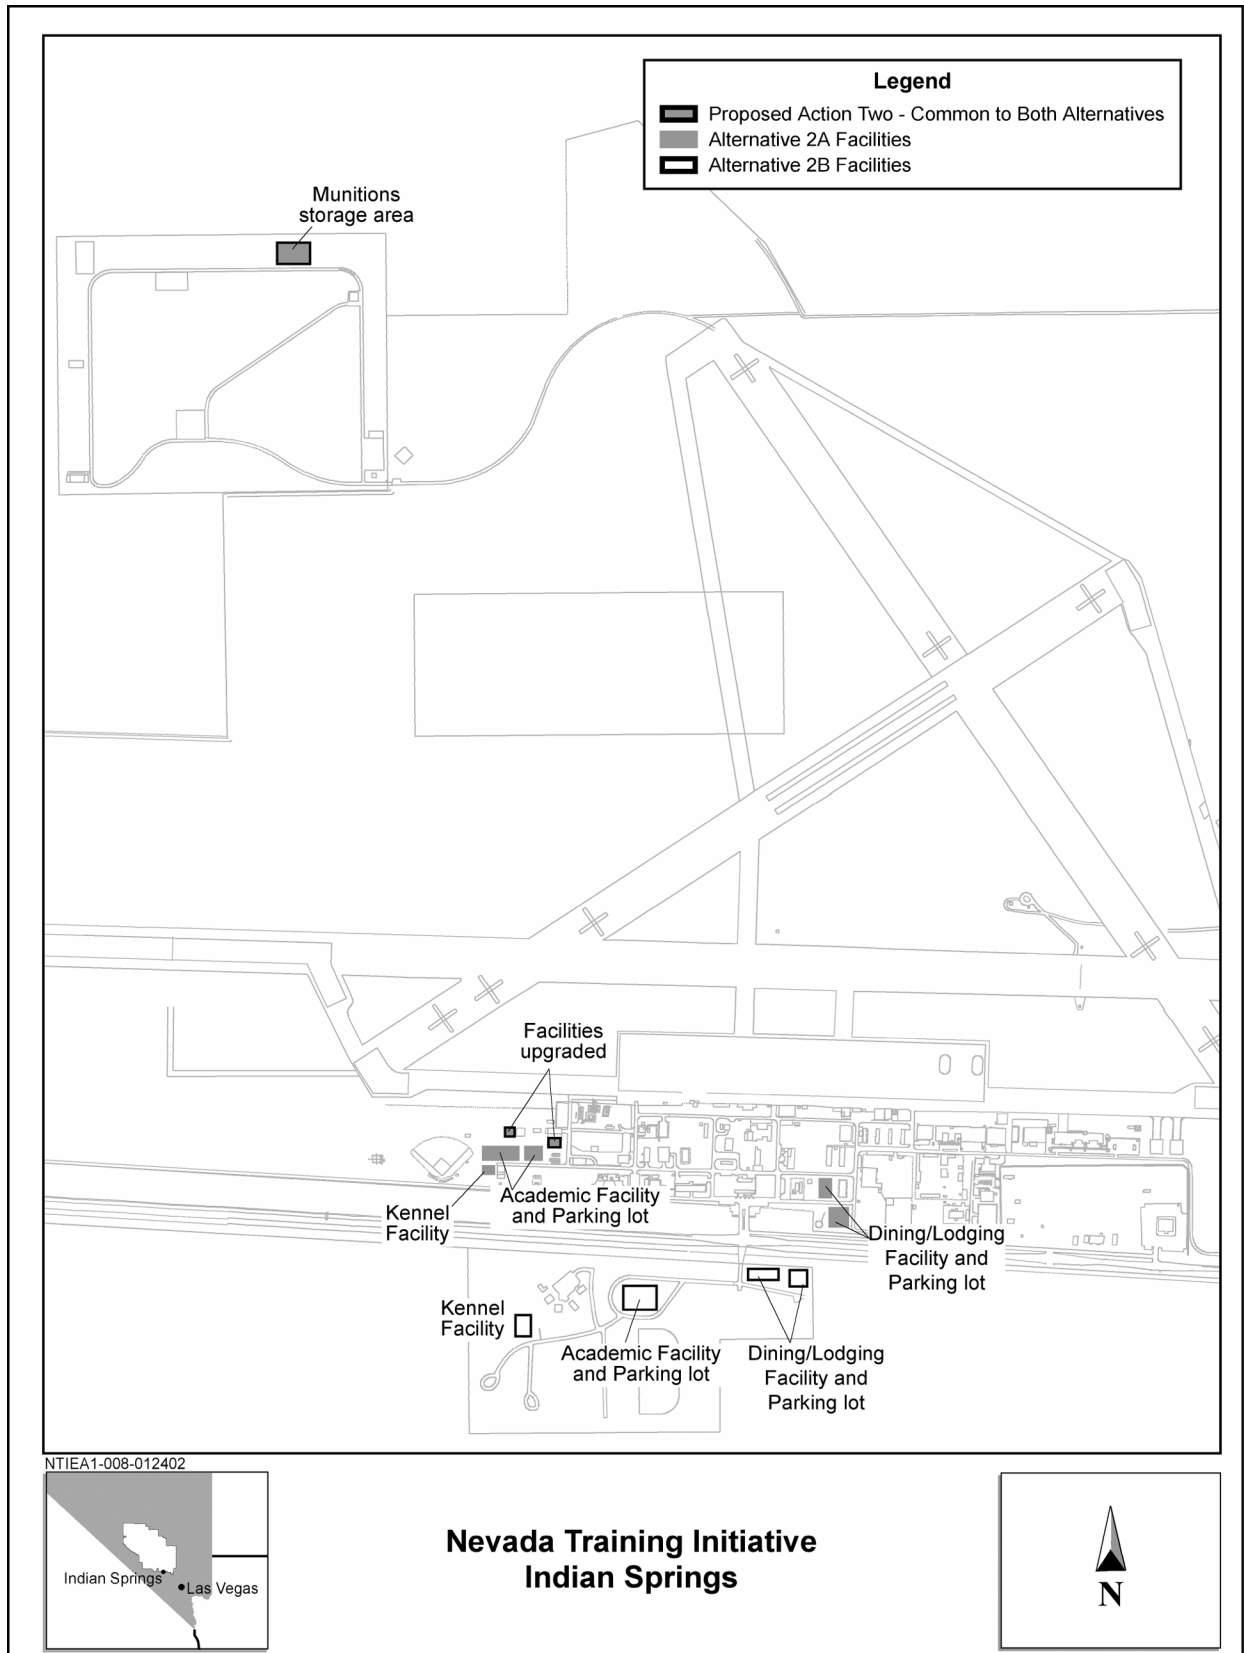 Legend
Proposed Action Two - Common to Both Alternatives
Alternative 2A Facilities
Alternative 2B Facilities
Munitions
storage area
Facilities
upgraded
Academic Facility
and Parking lot
Kennel
Facility
Dining/Lodging
Facility and
Parking lot
Kennel
Facility
Academic Facility
and Parking lot
Dining/Lodging
Facility and
Parking lot
NTIEA1-008-012402
Indian Springs
Las Vegas
Nevada Training Initiative
Indian Springs
N